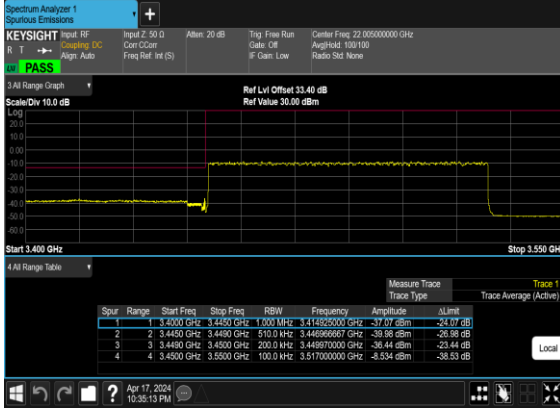 Spectrum Analyzer 1
Spurious Emissions
+
KEYSIGHT Input: RF Input Z: 50 Ω Atten: 20 dB Trig: Free Run Center Freq: 22.005000000 GHz
R T Coupling: DC Corr CCorr Gate: Off Avg|Hold: 100/100
Align: Auto Freq Ref: Int (S) IF Gain: Low Radio Std: None
PASS
3 All Range Graph
Ref Lvl Offset 33.40 dB
Scale/Div 10.0 dB Ref Value 30.00 dBm
Log
20.0
10.0
0.00
-10.0
-20.0
-30.0
-40.0
-50.0
-60.0
Start 3.400 GHz Stop 3.550 GH
4 All Range Table
Measure Trace Trace 1
Trace Type Trace Average (Active)
Spur Range Start Freq Stop Freq RBW Frequency Amplitude ΔLimit
1 1 3.4000 GHz 3.4450 GHz 1.000 MHz 3.414925000 GHz -37.07 dBm -24.07 dB
2 2 3.4450 GHz 3.4490 GHz 510.0 kHz 3.446966667 GHz -39.98 dBm -26.98 dB
3 3 3.4490 GHz 3.4500 GHz 200.0 kHz 3.449970000 GHz -36.44 dBm -23.44 dB
4 4 3.4500 GHz 3.5500 GHz 100.0 kHz 3.517000000 GHz -8.534 dBm -38.53 dB
Local
? Apr 17, 2024
10:35:13 PM